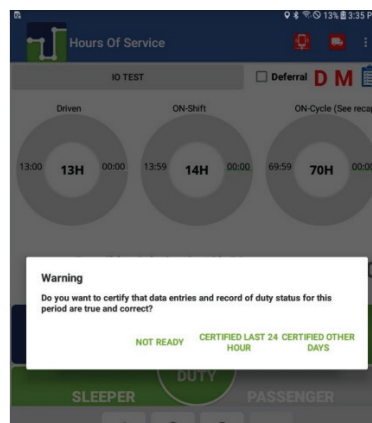 13% 3:35 P
Hours Of Service
IO TEST
Deferral D M
Driven
ON-Shift
ON-Cycle (See recap
13:00 13H 00:00
13:59 14H 00:00
69:59 70H 00:00
Warning
Do you want to certify that data entries and record of duty status for this
period are true and correct?
NOT READY
CERTIFIED LAST 24
HOUR
CERTIFIED OTHER
DAYS
DUTY
SLEEPER
PASSENGER